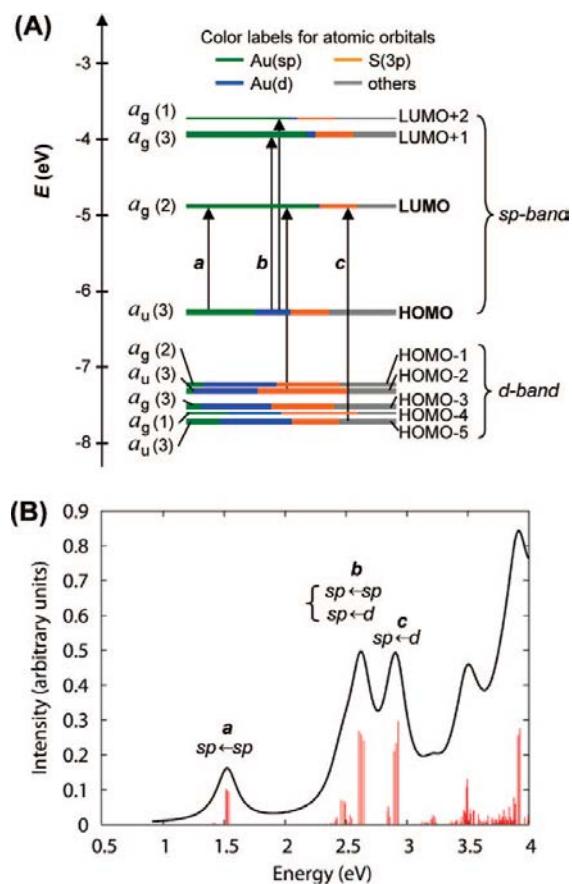 (A)
Color labels for atomic orbitals
Au(sp) S(3p)
Au(d) others
-3
-4
-5
-6
-7
-8
E (eV)
ag (1)
ag (3)
ag (2)
au (3)
ag (2)
au (3)
ag (3)
ag (1)
au (3)
a
b
c
LUMO+2
LUMO+1
LUMO
HOMO
HOMO-1
HOMO-2
HOMO-3
HOMO-4
HOMO-5
sp-band
d-band
(B)
0.9
0.8
0.7
0.6
0.5
0.4
0.3
0.2
0.1
0
Intensity (arbitrary units)
a
sp←sp
b
sp←sp
sp←d
c
sp←d
0.5 1 1.5 2 2.5 3 3.5 4
Energy (eV)